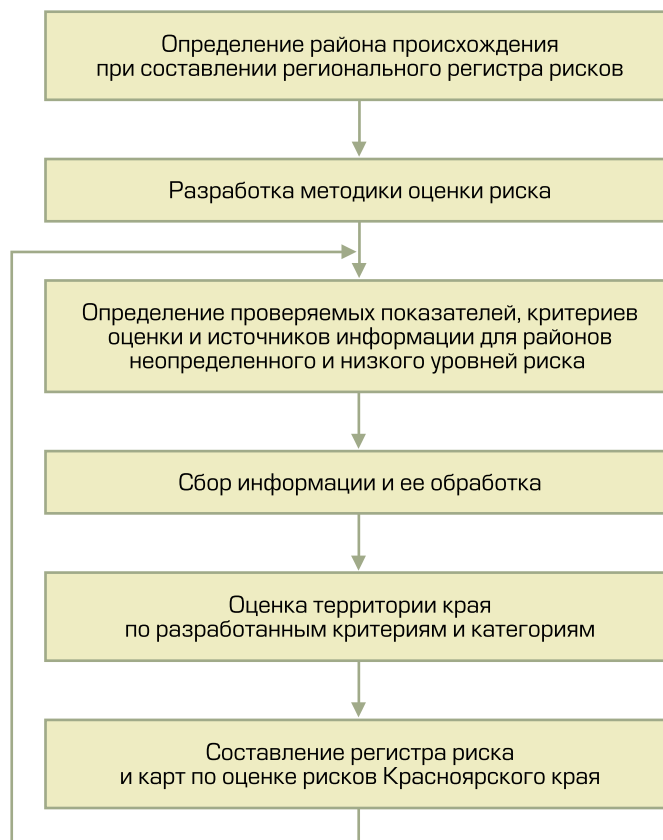 Определение района происхождения
при составлении регионального регистра рисков
Разработка методики оценки риска
Определение проверяемых показателей, критериев
оценки и источников информации для районов
неопределенного и низкого уровней риска
Сбор информации и ее обработка
Оценка территории края
по разработанным критериям и категориям
Составление регистра риска
и карт по оценке рисков Красноярского края